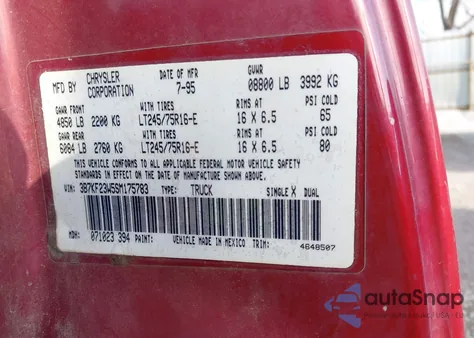 MFD BY CHRYSLER CORPORATION DATE OF MFR 7-95 GVWR 08800 LB 3992 KG
GAWR FRONT WITH TIRES RIMS AT PSI COLD
4850 LB 2200 KG LT245/75R16-E 16 X 6.5 65
GAWR REAR WITH TIRES RIMS AT PSI COLD
6084 LB 2760 KG LT245/75R16-E 16 X 6.5 80
THIS VEHICLE CONFORMS TO ALL APPLICABLE FEDERAL MOTOR VEHICLE SAFETY
STANDARDS IN EFFECT ON THE DATE OF MANUFACTURE SHOWN ABOVE
VIN: 3B7KF23W5SM175783 TYPE: TRUCK SINGLE X DUAL
MDH: 071023 394 PAINT: VEHICLE MADE IN MEXICO TRIM: 4648507
autoSnap